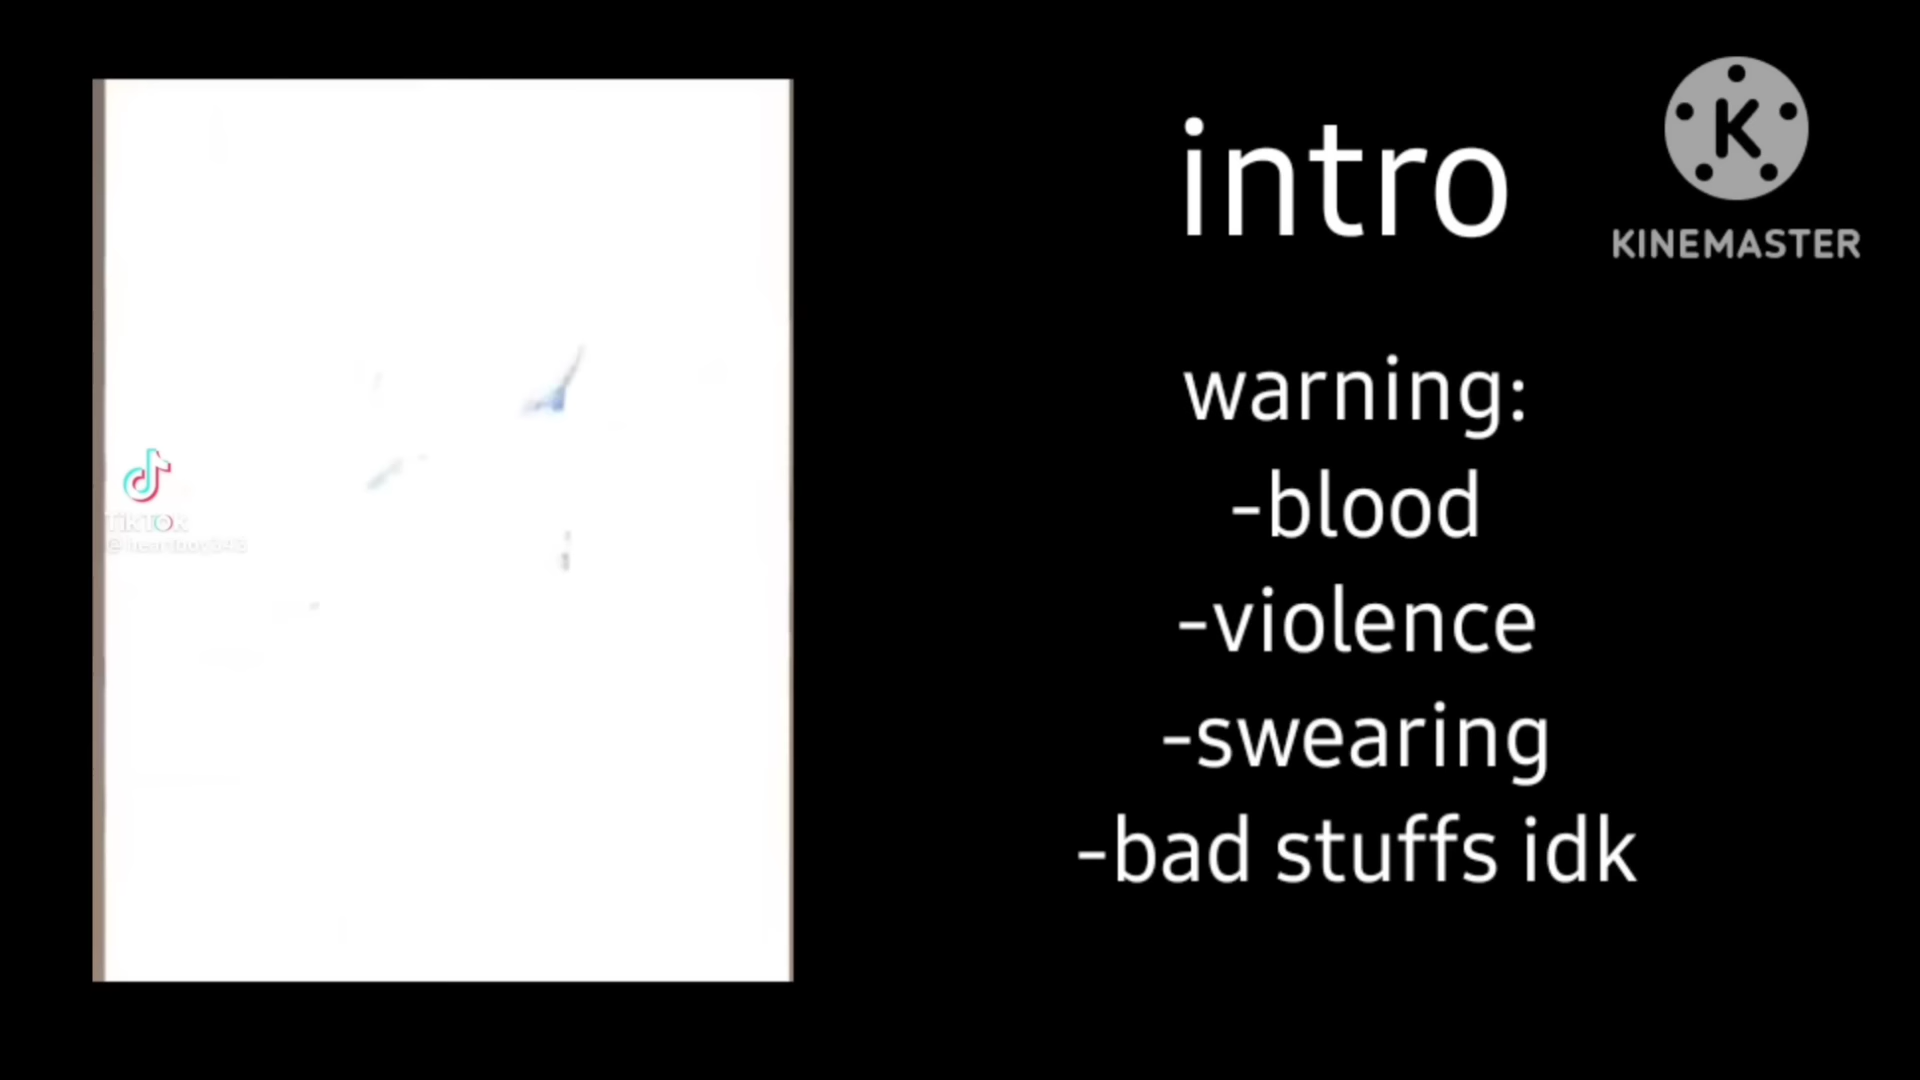 intro
K
KINEMASTER
warning:
-blood
-violence
-swearing
-bad stuffs idk
TikTok